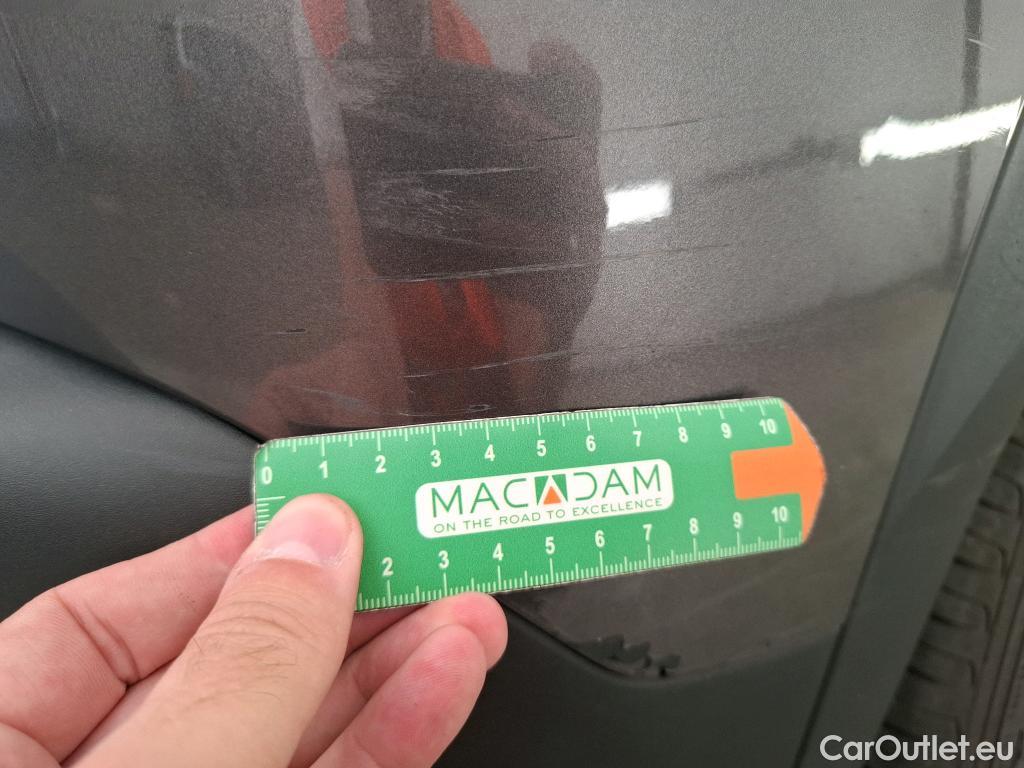 0 1 2 3 4 5 6 7 8 9 10
MACADAM
ON THE ROAD TO EXCELLENCE
2 3 4 5 6 7 8 9 10
CarOutlet.eu